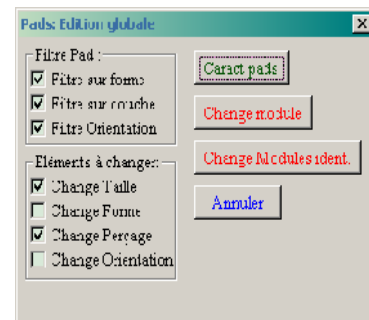 Pads: Edition globale
Filtre Pad :
Filtre sur forme
Filtre sur couche
Filtre Orientation
Eléments à changer:
Change Taille
Change Forme
Change Perçage
Change Orientation
Caract pads
Change module
Change Modules ident.
Annuler